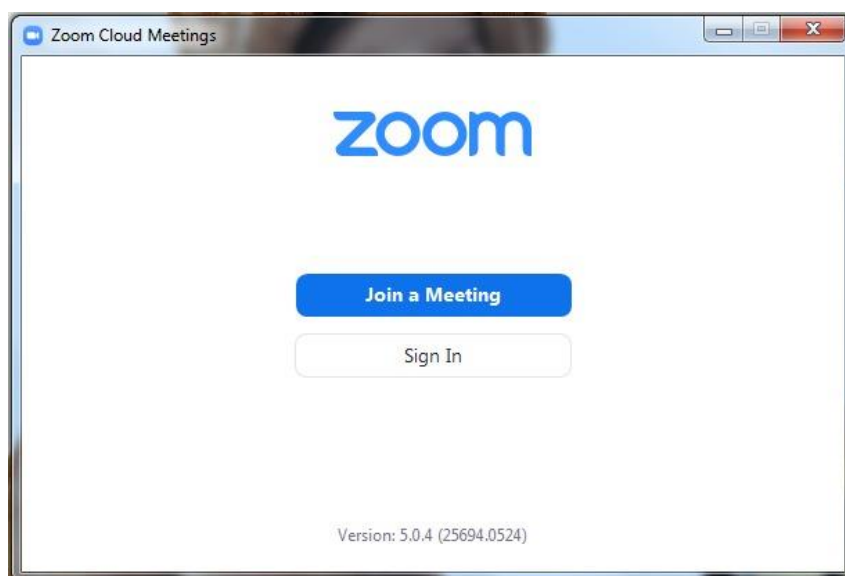 Zoom Cloud Meetings
zoom
Join a Meeting
Sign In
Version: 5.0.4 (25694.0524)